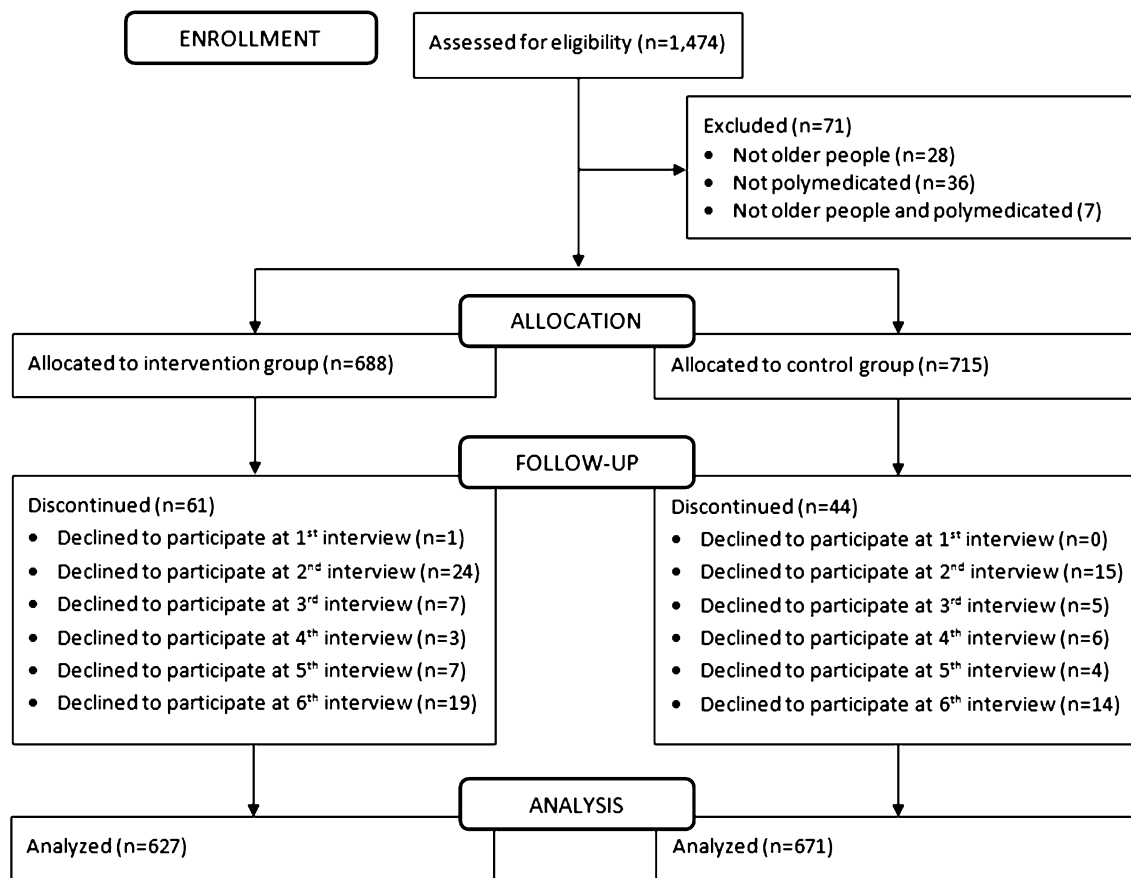 ENROLLMENT
Assessed for eligibility (n=1,474)
Excluded (n=71)
• Not older people (n=28)
• Not polymedicated (n=36)
• Not older people and polymedicated (7)
ALLOCATION
Allocated to intervention group (n=688)
Allocated to control group (n=715)
FOLLOW-UP
Discontinued (n=61)
• Declined to participate at 1st interview (n=1)
• Declined to participate at 2nd interview (n=24)
• Declined to participate at 3rd interview (n=7)
• Declined to participate at 4th interview (n=3)
• Declined to participate at 5th interview (n=7)
• Declined to participate at 6th interview (n=19)
Discontinued (n=44)
• Declined to participate at 1st interview (n=0)
• Declined to participate at 2nd interview (n=15)
• Declined to participate at 3rd interview (n=5)
• Declined to participate at 4th interview (n=6)
• Declined to participate at 5th interview (n=4)
• Declined to participate at 6th interview (n=14)
ANALYSIS
Analyzed (n=627)
Analyzed (n=671)